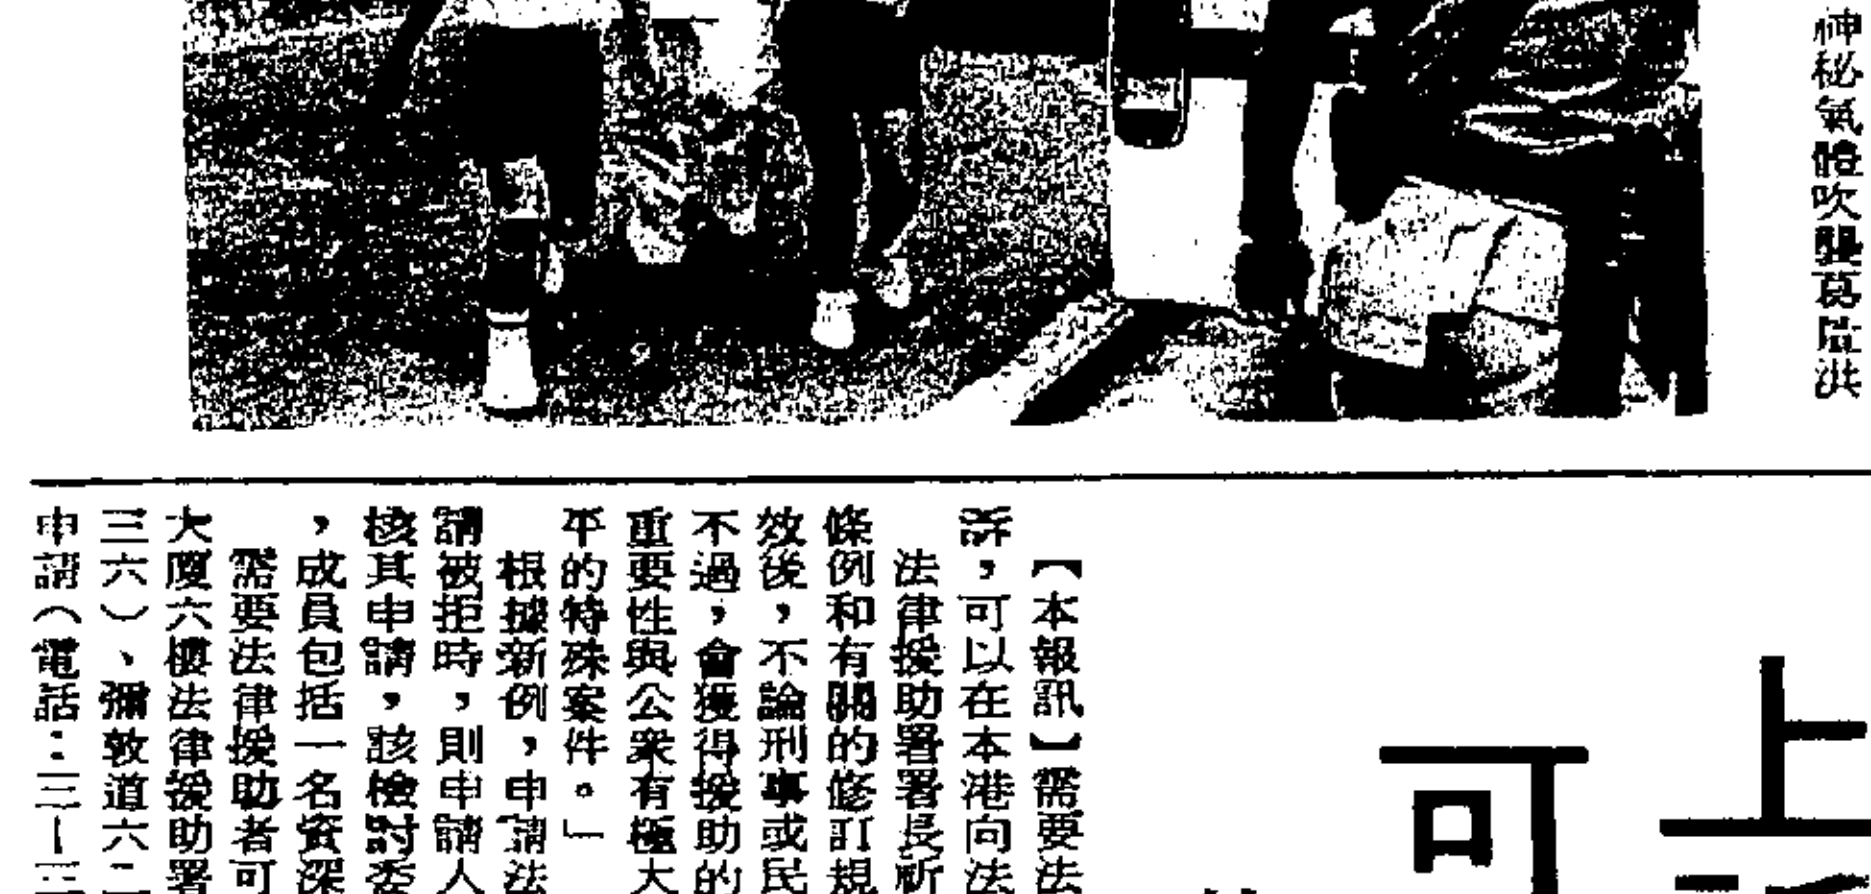 神秘氣體吹襲葛洪
上
可
【本報訊】需要法
訴，可以在本港向法
法律援助署署長祈
條例和有關的修訂規
效後，不論刑事或民
不過，會獲得援助的
重要性與公衆有極大
平的特殊案件。」
根據新例，申請法
請被拒時，則申請人
核其申請，該檢討委
，成員包括一名資深
需要法律援助者可
大廈六樓法律援助署
三六）、彌敦道六二
申請（電話：三—三